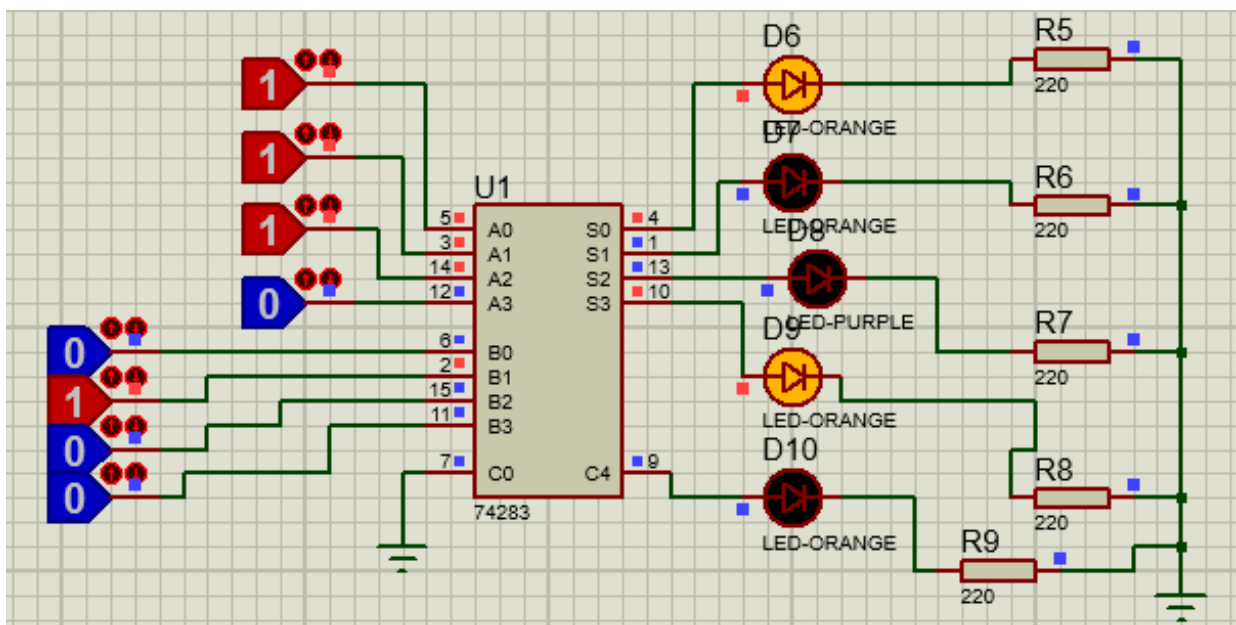 D6
R5
1
220
LED-ORANGE
D7
1
R6
U1
220
1
5
A0
S0
4
LED-ORANGE
D8
3
A1
S1
1
14
A2
S2
13
0
12
A3
S3
10
LED-PURPLE
D9
R7
0
6
B0
220
2
B1
1
15
B2
LED-ORANGE
11
B3
D10
0
R8
7
C0
C4
9
0
220
74283
LED-ORANGE
R9
220